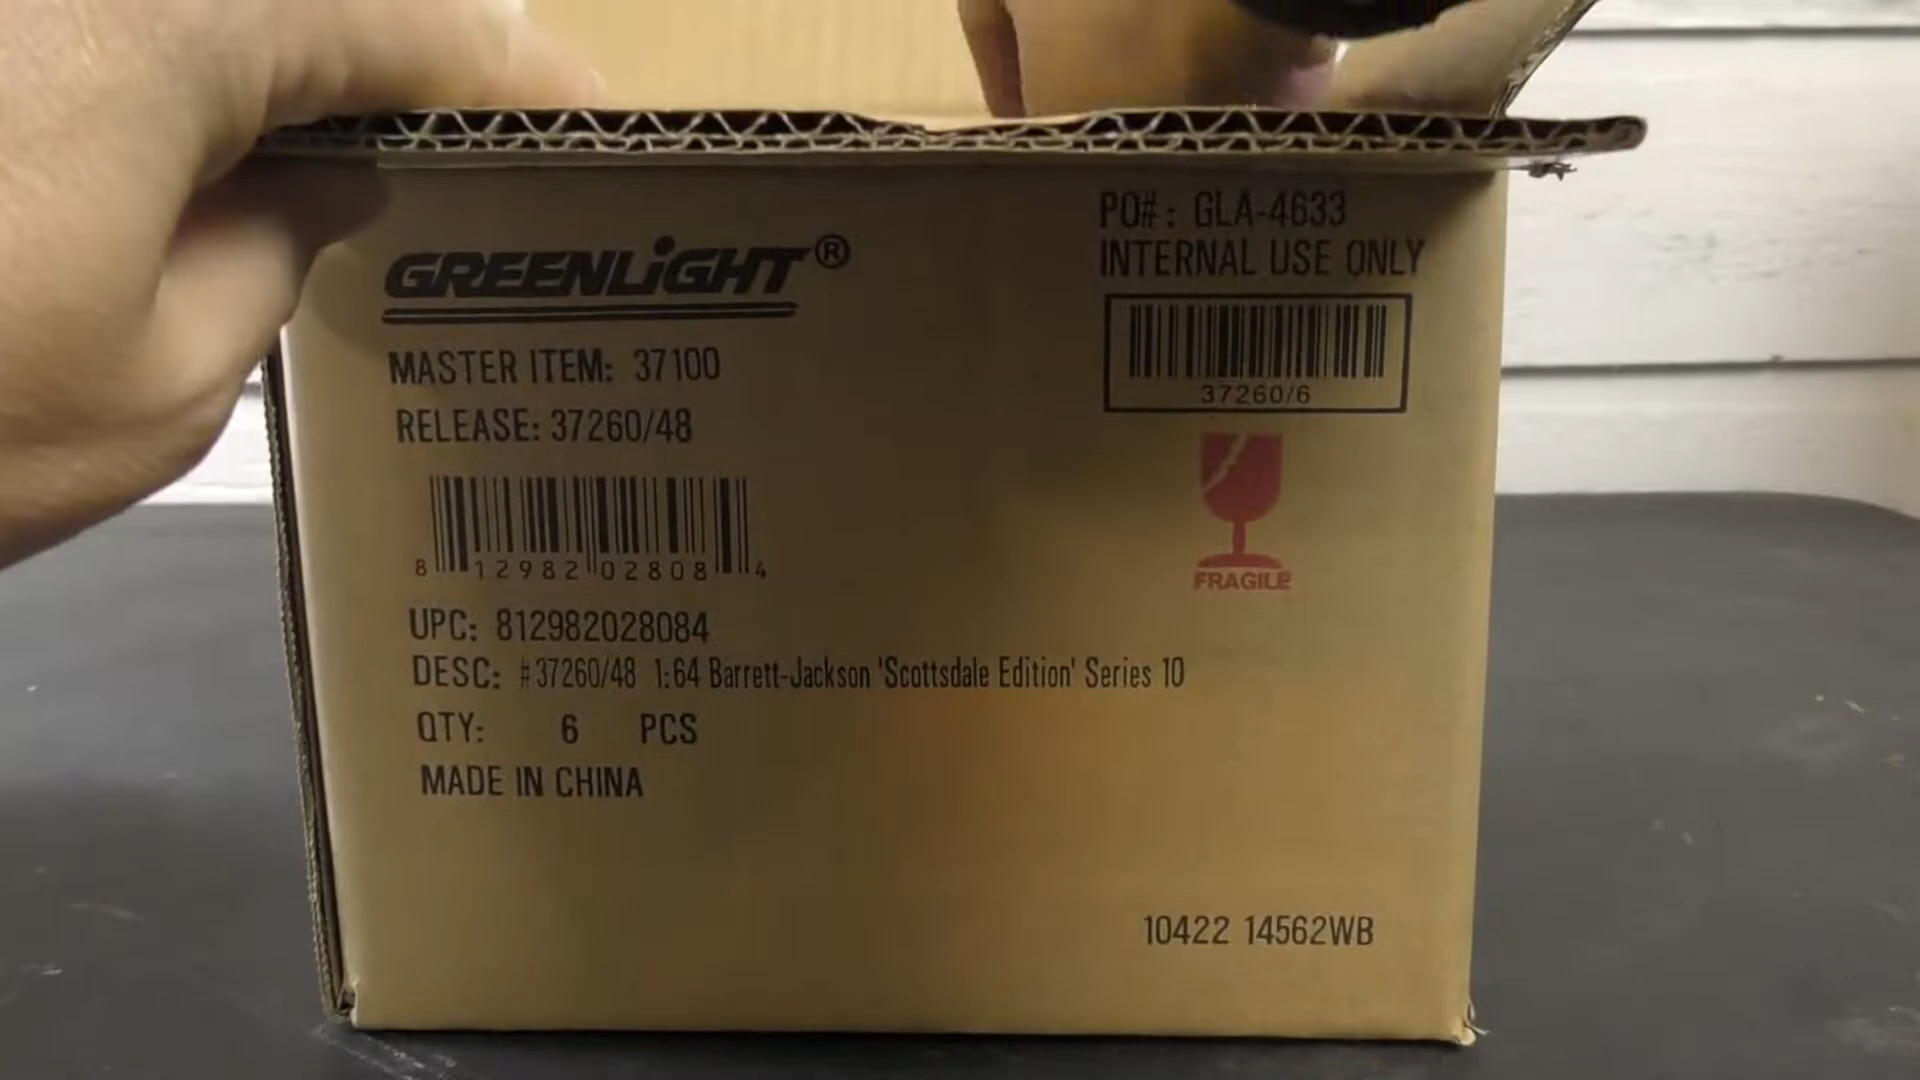 GREENLiGHT®
PO#: GLA-4633
INTERNAL USE ONLY
37260/6
MASTER ITEM: 37100
RELEASE: 37260/48
8 12982 02808 4
FRAGILE
UPC: 812982028084
DESC: #37260/48 1:64 Barrett-Jackson 'Scottsdale Edition' Series 10
QTY: 6 PCS
MADE IN CHINA
10422 14562WB